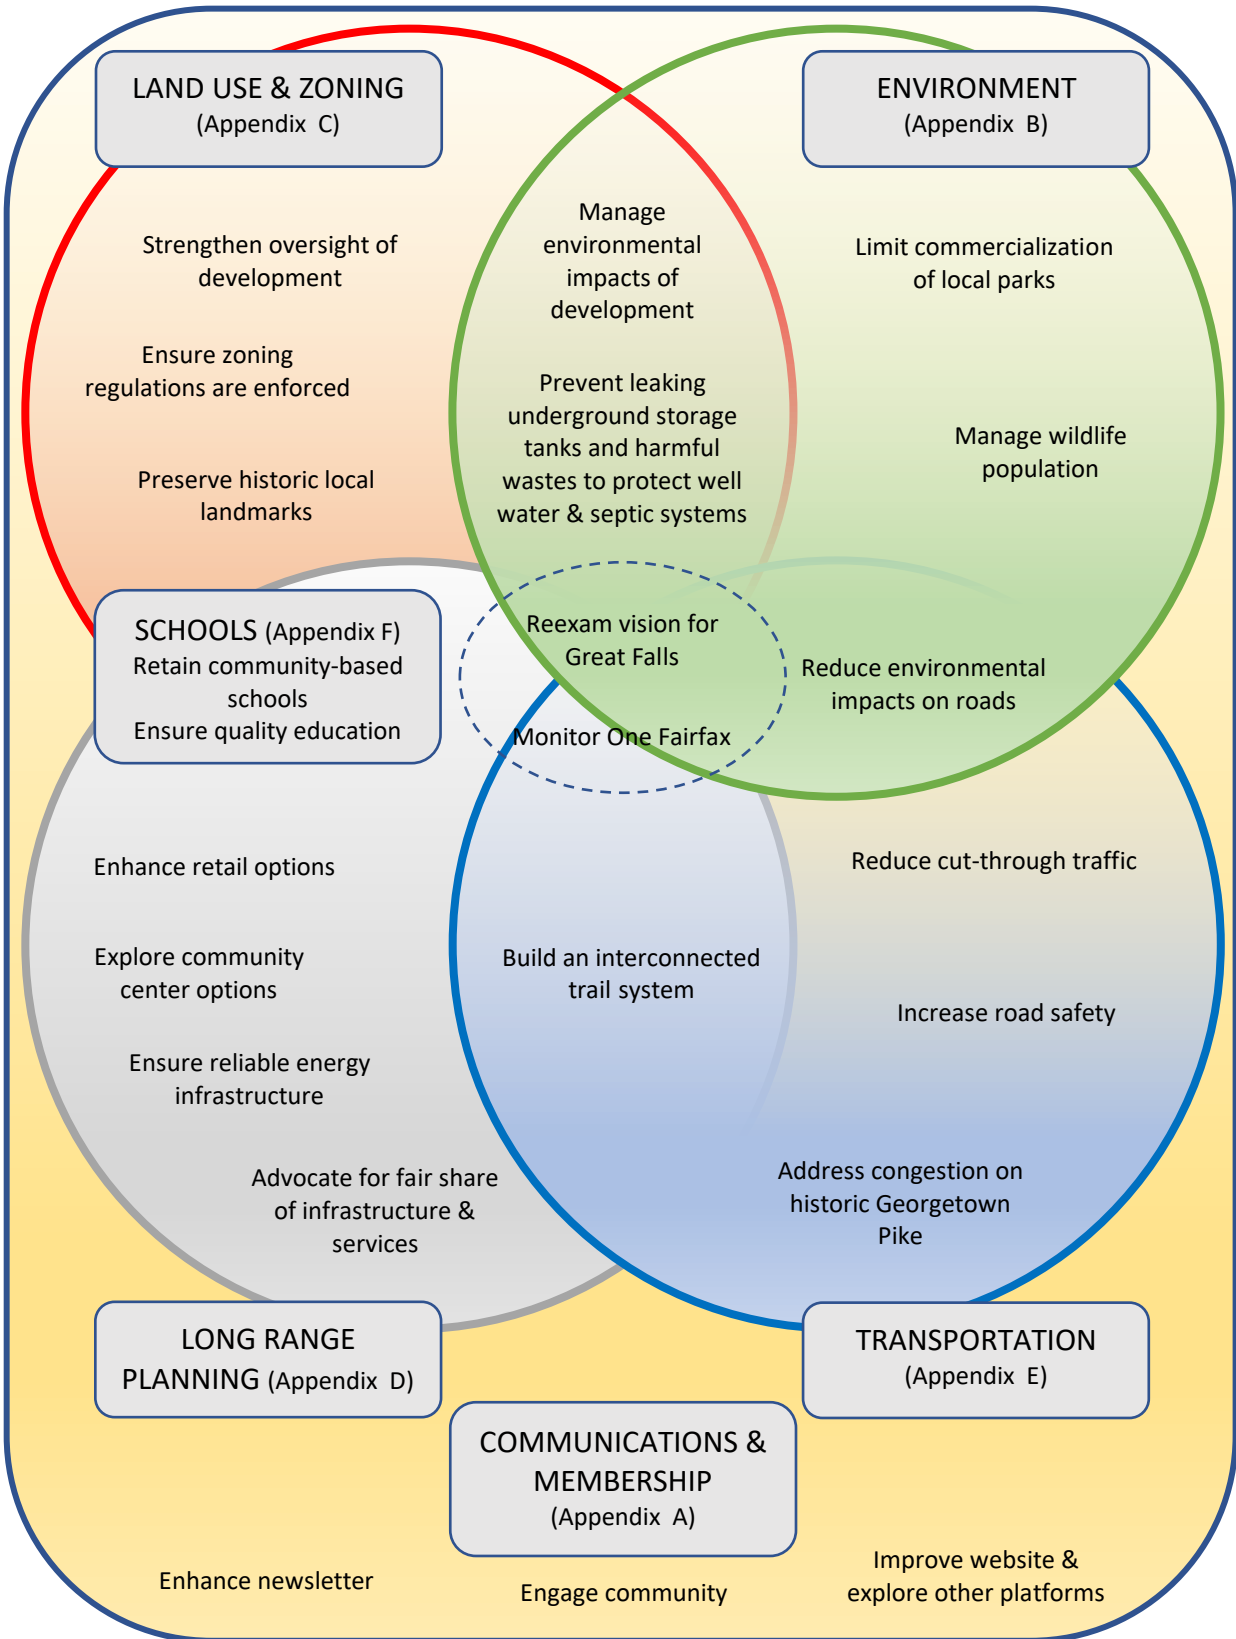 LAND USE & ZONING
(Appendix C)
ENVIRONMENT
(Appendix B)
Strengthen oversight of
development
Ensure zoning
regulations are enforced
Preserve historic local
landmarks
Manage
environmental
impacts of
development
Prevent leaking
underground storage
tanks and harmful
wastes to protect well
water & septic systems
Limit commercialization
of local parks
Manage wildlife
population
SCHOOLS (Appendix F)
Retain community-based
schools
Ensure quality education
Reexam vision for
Great Falls
Monitor One Fairfax
Reduce environmental
impacts on roads
Enhance retail options
Explore community
center options
Ensure reliable energy
infrastructure
Advocate for fair share
of infrastructure &
services
Build an interconnected
trail system
Reduce cut-through traffic
Increase road safety
Address congestion on
historic Georgetown
Pike
LONG RANGE
PLANNING (Appendix D)
TRANSPORTATION
(Appendix E)
COMMUNICATIONS &
MEMBERSHIP
(Appendix A)
Enhance newsletter
Engage community
Improve website &
explore other platforms